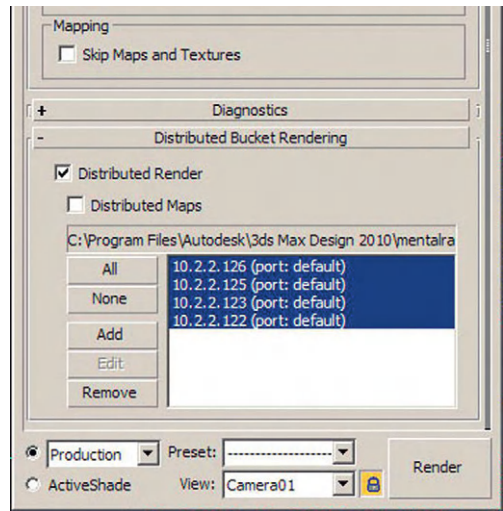 Mapping
Skip Maps and Textures
+ Diagnostics
- Distributed Bucket Rendering
Distributed Render
Distributed Maps
C:\Program Files\Autodesk\3ds Max Design 2010\mentalra
All
None
Add
Edit
Remove
10.2.2.126 (port: default)
10.2.2.125 (port: default)
10.2.2.123 (port: default)
10.2.2.122 (port: default)
Production Preset: --------------------
ActiveShade View: Camera01
Render